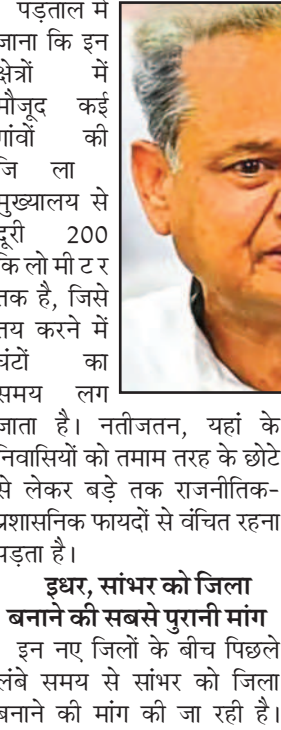 पड़ताल में
जाना कि इन
क्षेत्रों में
मौजूद कई
गांवों की
जि ला
मुख्यालय से
दूरी 200
कि लो मी ट र
तक है, जिसे
तय करने में
घंटों का
समय लग
जाता है। नतीजतन, यहां के
निवासियों को तमाम तरह के छोटे
से लेकर बड़े तक राजनीतिक-
प्रशासनिक फायदों से वंचित रहना
पड़ता है।
इधर, सांभर को जिला
बनाने की सबसे पुरानी मांग
इन नए जिलों के बीच पिछले
लंबे समय से सांभर को जिला
बनाने की मांग की जा रही है।